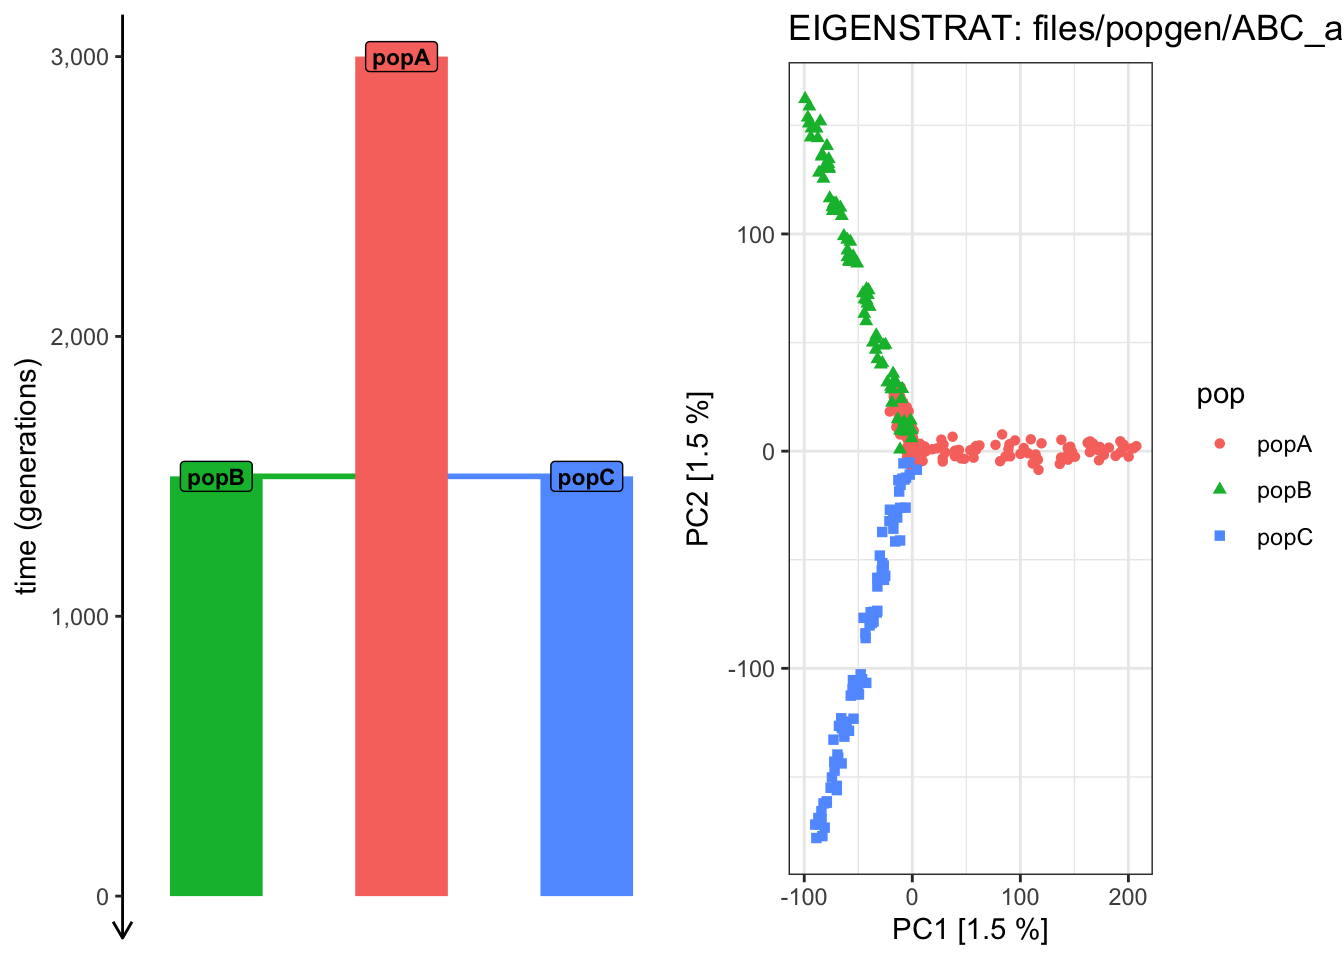 time (generations)
3,000
2,000
1,000
0
popA
popB
popC
EIGENSTRAT: files/popgen/ABC_a
PC2 [1.5 %]
100
0
-100
-100
0
100
200
PC1 [1.5 %]
pop
popA
popB
popC